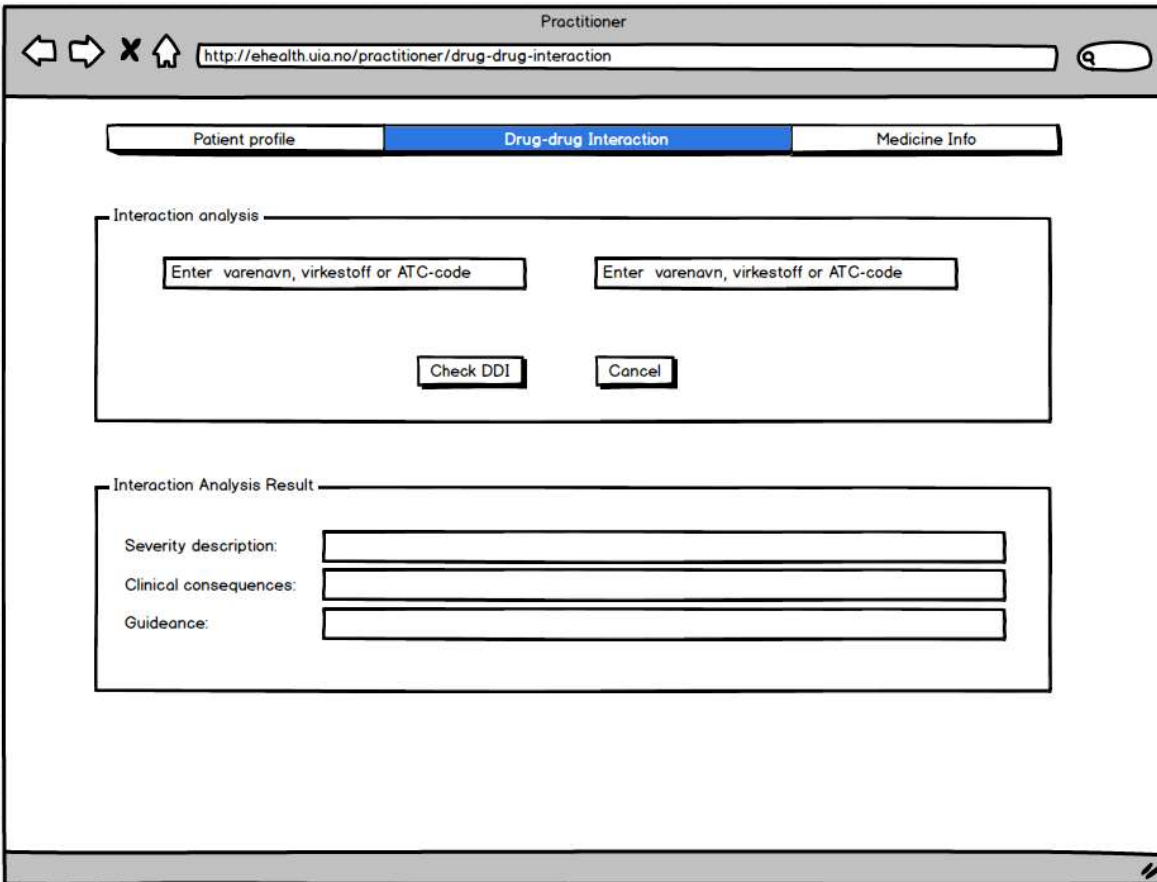 Practitioner
http://ehealth.uia.no/practitioner/drug-drug-interaction
Patient profile Drug-drug Interaction Medicine Info
Interaction analysis
Enter varenavn, virkestoff or ATC-code Enter varenavn, virkestoff or ATC-code
Check DDI Cancel
Interaction Analysis Result
Severity description:
Clinical consequences:
Guideance: